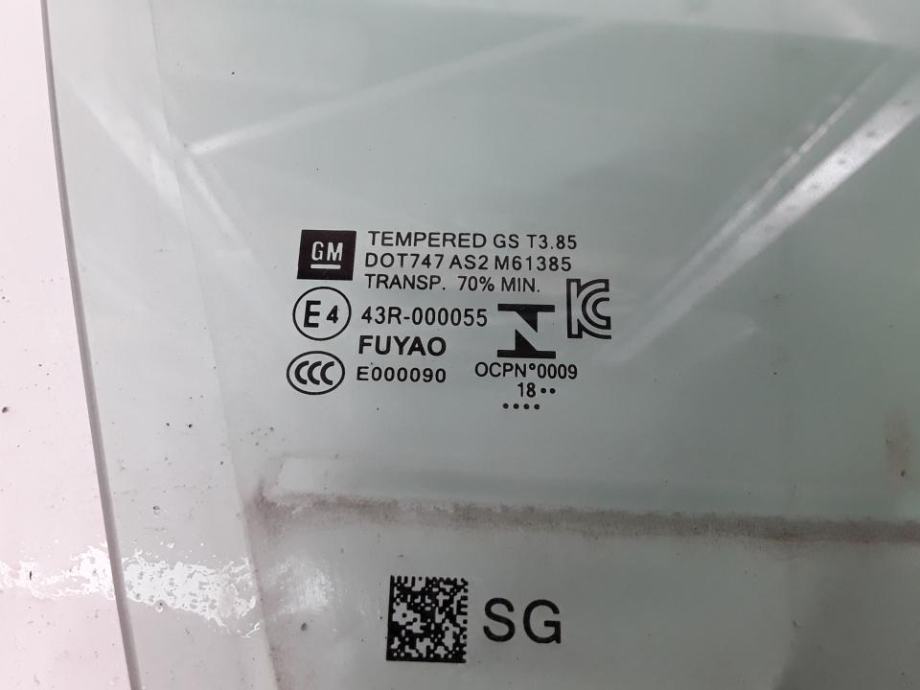 GM TEMPERED GS T3.85
DOT747 AS2 M61385
TRANSP. 70% MIN.
E4 43R-000055
FUYAO
CCC E000090 OCPN°0009
18••
••••
SG